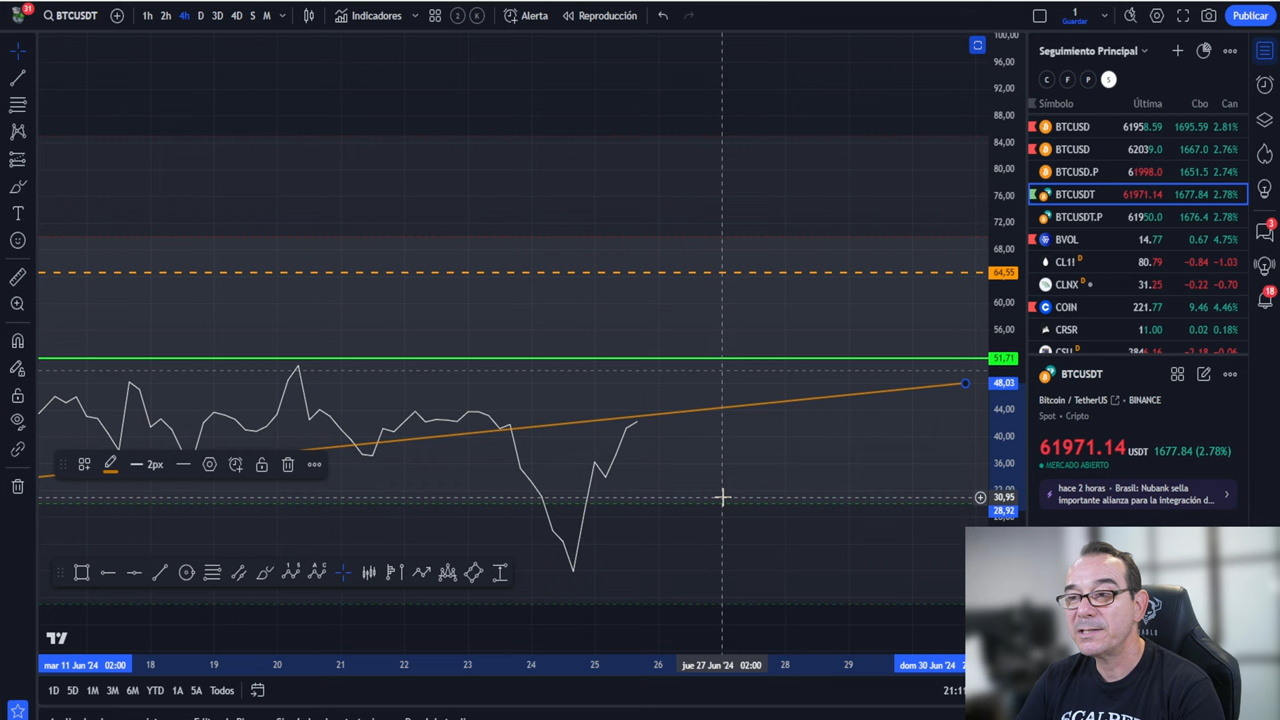 31
BTCUSDT
1h 2h 4h D 3D 4D S M
Indicadores
2
K
Alerta
Reproducción
1
Guardar
Publicar
100,00
96,00
92,00
88,00
84,00
80,00
76,00
72,00
68,00
64,55
60,00
56,00
51,71
48,03
44,00
40,00
36,00
30,95
28,92
2px
mar 11 Jun '24 02:00
18 19 20 21 22 23 24 25 26
jue 27 Jun '24 02:00
28 29
dom 30 Jun '24
1D 5D 1M 3M 6M YTD 1A 5A Todos
21:11
Seguimiento Principal
C F P S
Símbolo Última Cbo Can
BTCUSD 61958.59 1695.59 2.81%
BTCUSD 62039.0 1667.0 2.76%
BTCUSD.P 61998.0 1651.5 2.74%
BTCUSDT 61971.14 1677.84 2.78%
BTCUSDT.P 61950.0 1676.4 2.78%
BVOL 14.77 0.67 4.75%
CL1! D 80.79 -0.84 -1.03
CLNX D 31.25 -0.22 -0.70
COIN 221.77 9.46 4.46%
CRSR 11.00 0.02 0.18%
BTCUSDT
Bitcoin / TetherUS BINANCE
Spot • Cripto
61971.14 USDT 1677.84 (2.78%)
MERCADO ABIERTO
hace 2 horas • Brasil: Nubank sella
importante alianza para la integración d...
3
18
SCALPER